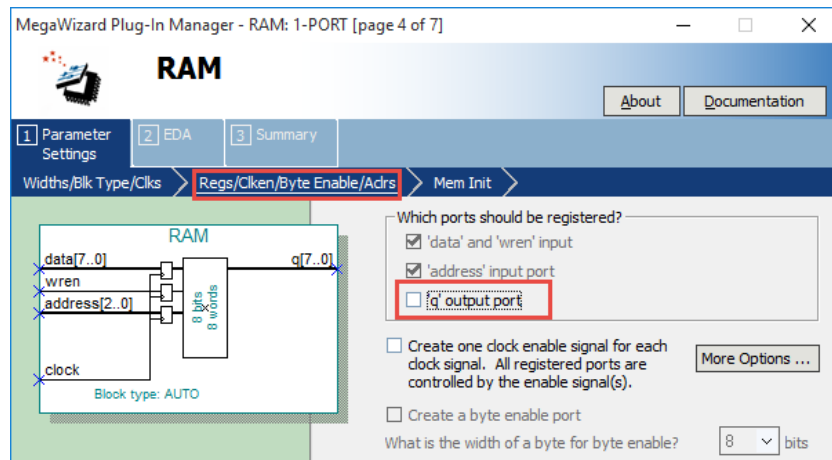 MegaWizard Plug-In Manager - RAM: 1-PORT [page 4 of 7]
RAM
About
Documentation
1 Parameter Settings
2 EDA
3 Summary
Widths/Blk Type/Clks
Regs/Clken/Byte Enable/Aclrs
Mem Init
RAM
data[7..0]
q[7..0]
wren
address[2..0]
8 bits
8 words
clock
Block type: AUTO
Which ports should be registered?
'data' and 'wren' input
'address' input port
'q' output port
Create one clock enable signal for each
clock signal. All registered ports are
controlled by the enable signal(s).
More Options ...
Create a byte enable port
What is the width of a byte for byte enable?
8
bits